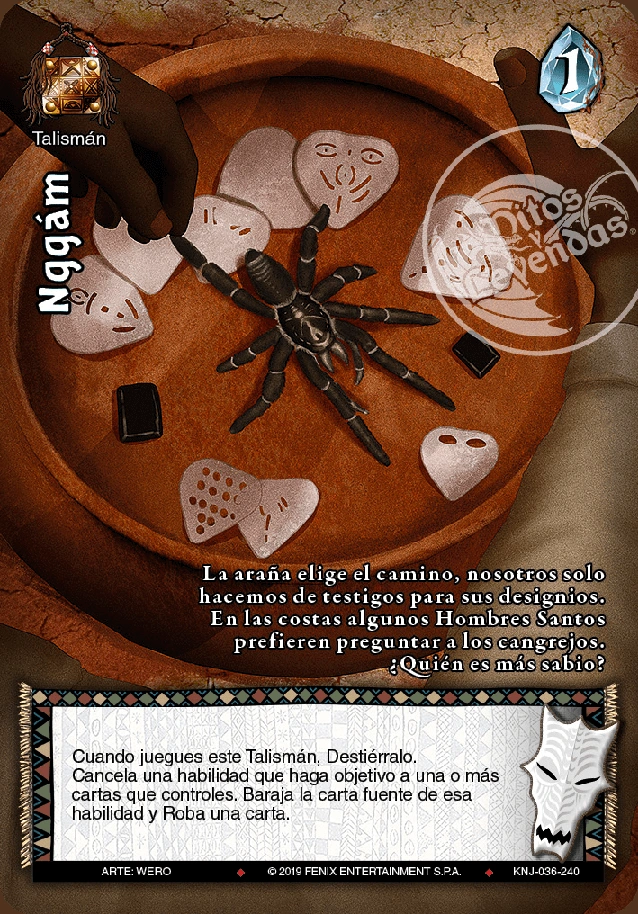 1
Talismán
Nggám
Mitos
y
Leyendas
La araña elige el camino, nosotros solo
hacemos de testigos para sus designios.
En las costas algunos Hombres Santos
prefieren preguntar a los cangrejos.
¿Quién es más sabio?
Cuando juegues este Talismán, Destiérralo.
Cancela una habilidad que haga objetivo a una o más
cartas que controles. Baraja la carta fuente de esa
habilidad y Roba una carta.
ARTE: WERO © 2019 FENIX ENTERTAINMENT S.P.A. KNJ-036-240